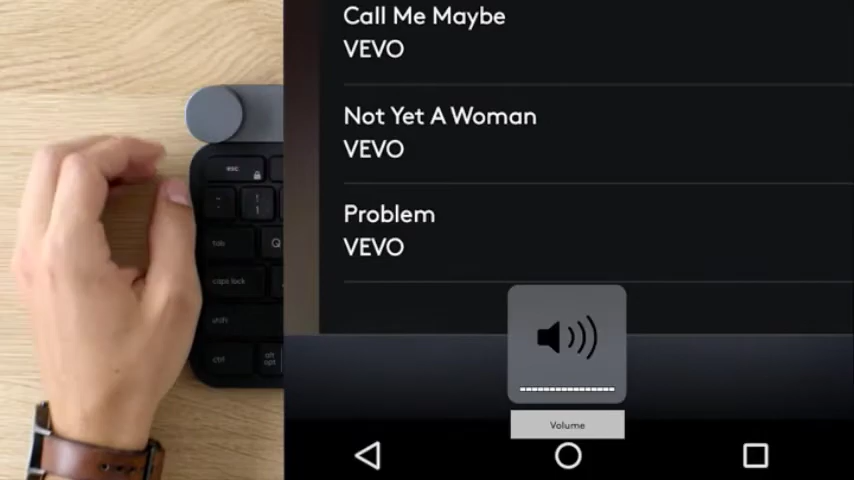 Call Me Maybe
VEVO
Not Yet A Woman
VEVO
Problem
VEVO
Volume
esc
tab
Q
caps lock
shift
ctrl
alt
opt